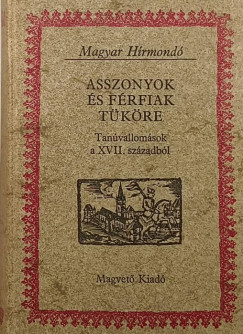 Magyar Hírmondó
ASSZONYOK
ÉS FÉRFIAK
TÜKÖRE
Tanúvallomások
a XVII. századból
Magvető Kiadó